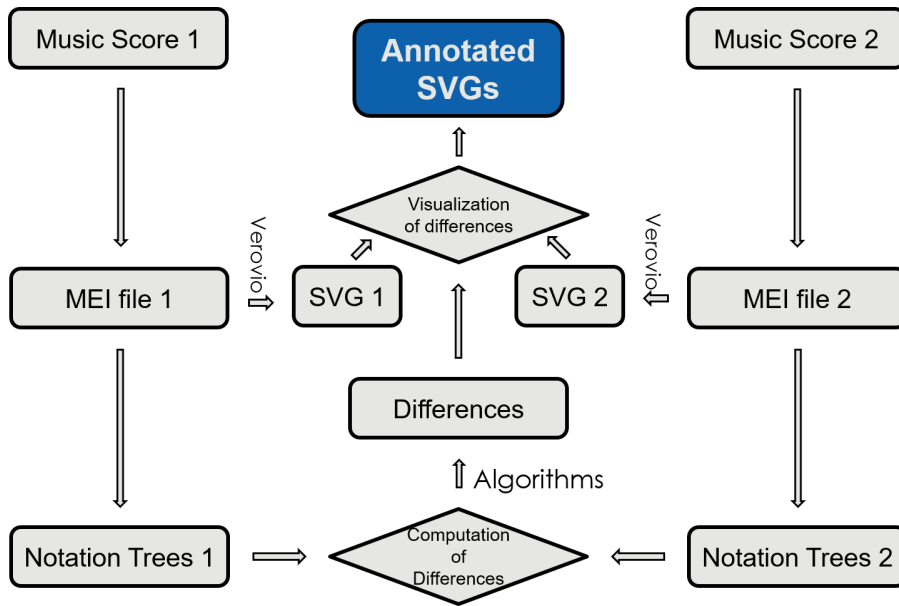 Music Score 1
Annotated
SVGs
Music Score 2
Visualization
of differences
Verovio
Verovio
MEI file 1
SVG 1
SVG 2
MEI file 2
Differences
Algorithms
Notation Trees 1
Computation
of
Differences
Notation Trees 2